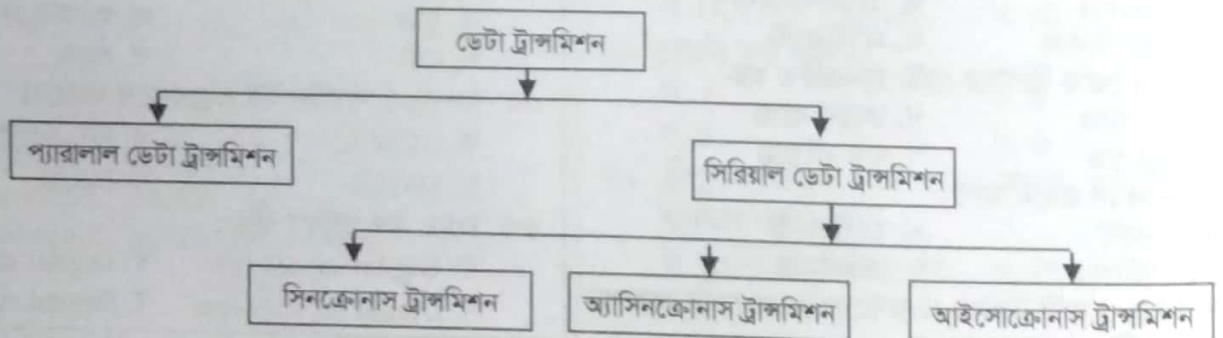 ডেটা ট্রান্সমিশন
প্যারালাল ডেটা ট্রান্সমিশন
সিরিয়াল ডেটা ট্রান্সমিশন
সিনক্রোনাস ট্রান্সমিশন
অ্যাসিনক্রোনাস ট্রান্সমিশন
আইসোক্রোনাস ট্রান্সমিশন